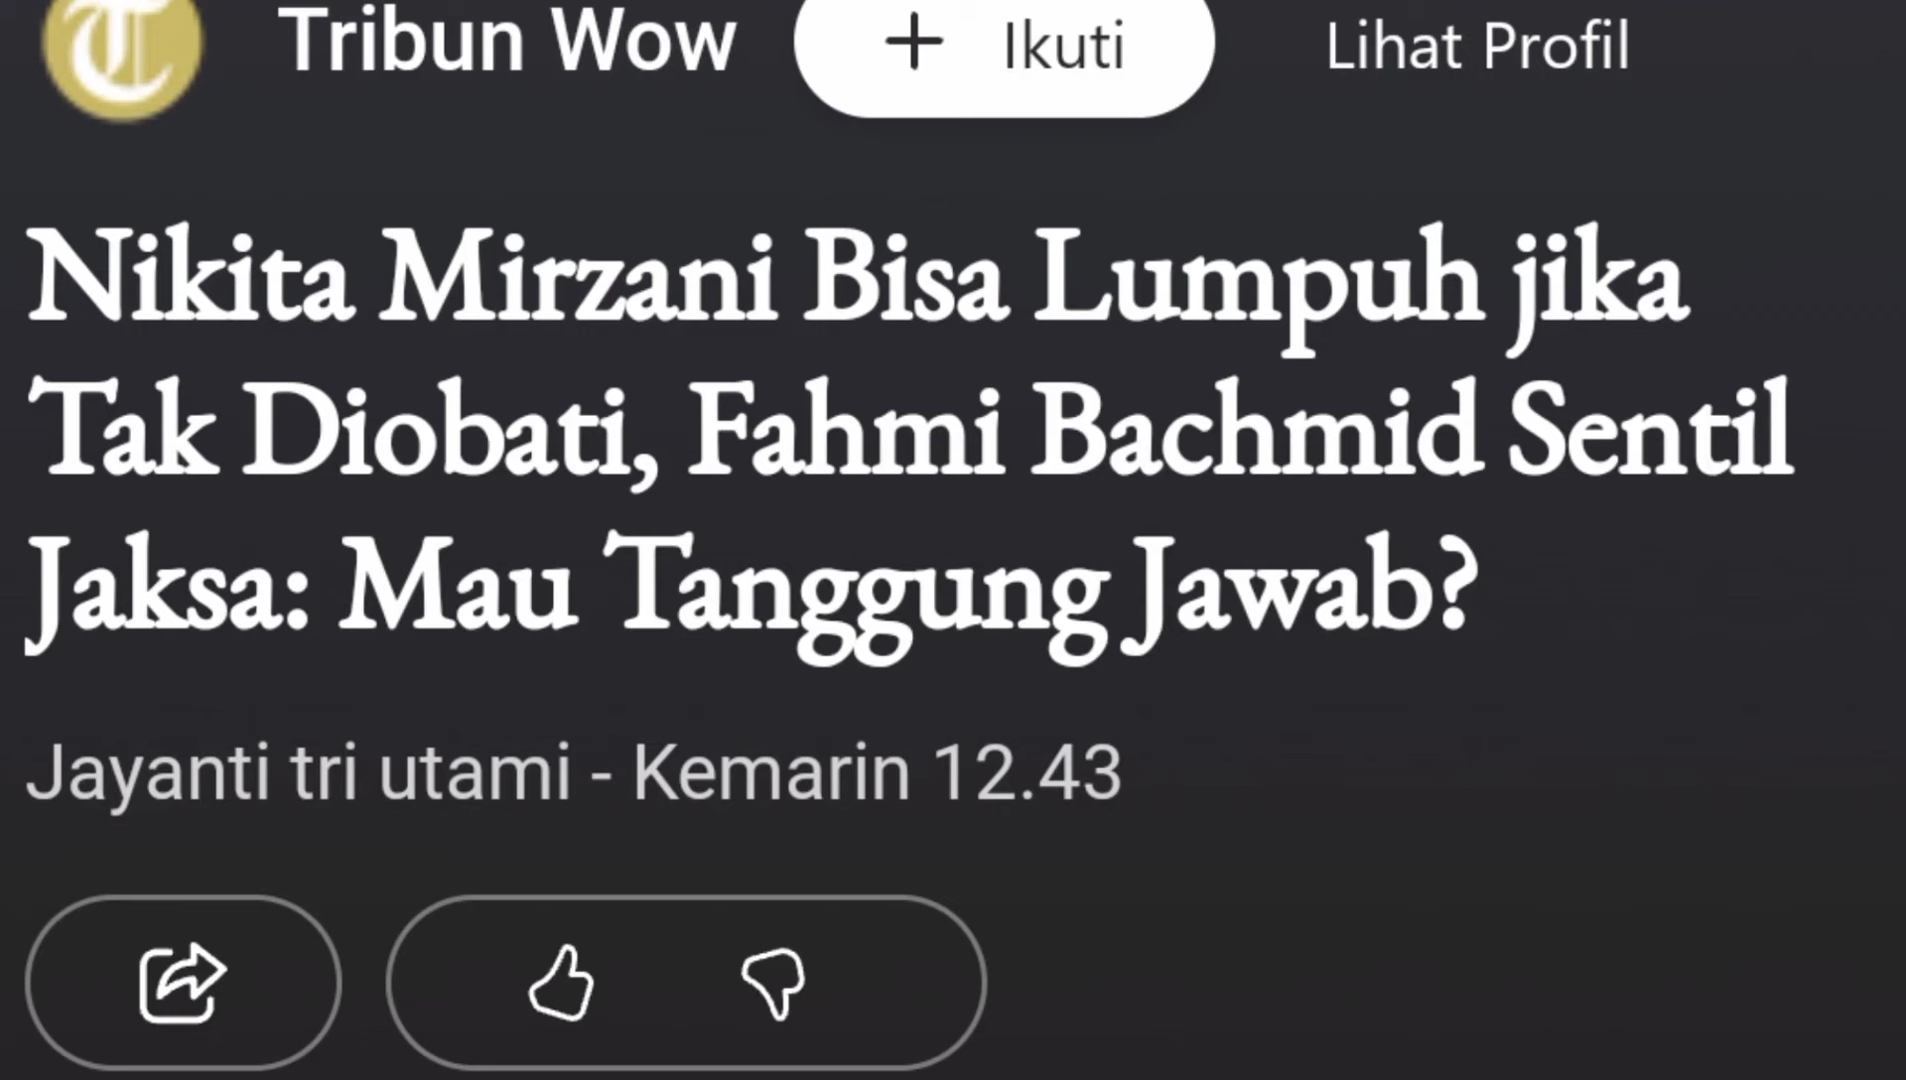 Tribun Wow + Ikuti Lihat Profil
Nikita Mirzani Bisa Lumpuh jika
Tak Diobati, Fahmi Bachmid Sentil
Jaksa: Mau Tanggung Jawab?
Jayanti tri utami - Kemarin 12.43